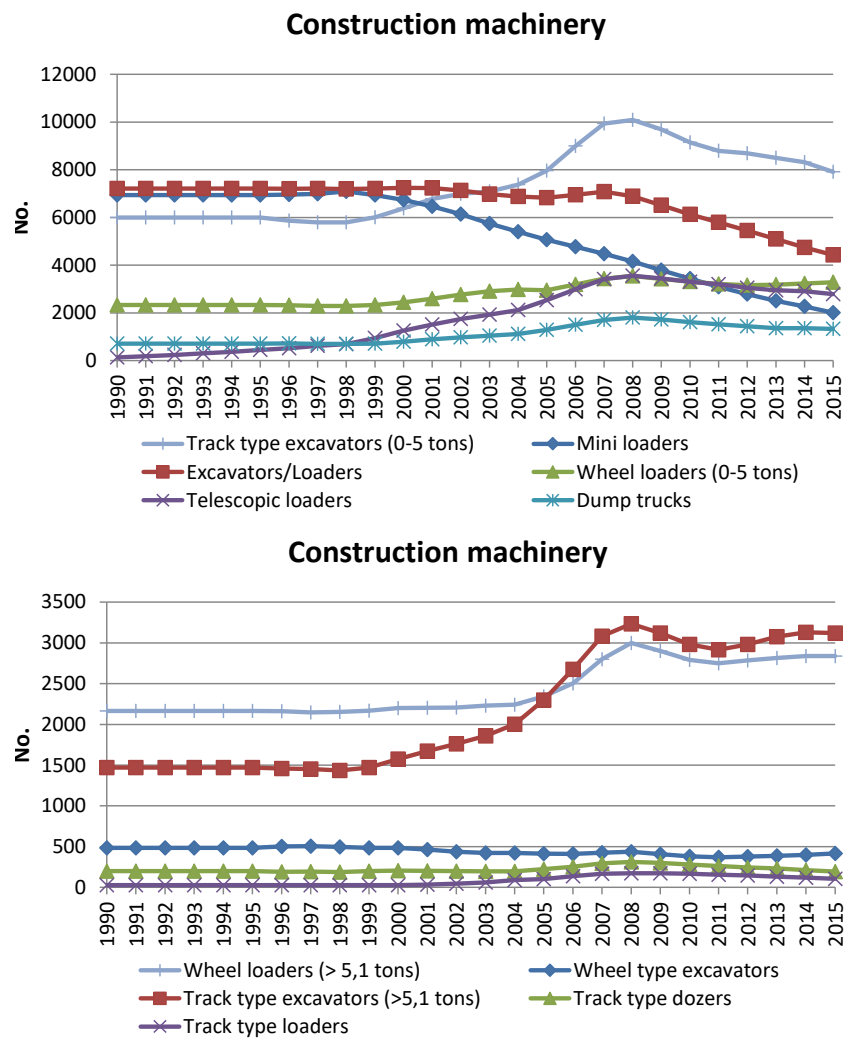 Construction machinery
12000
10000
8000
6000
4000
2000
0
No.
1990 1991 1992 1993 1994 1995 1996 1997 1998 1999 2000 2001 2002 2003 2004 2005 2006 2007 2008 2009 2010 2011 2012 2013 2014 2015
Track type excavators (0-5 tons) Mini loaders
Excavators/Loaders Wheel loaders (0-5 tons)
Telescopic loaders Dump trucks
Construction machinery
3500
3000
2500
2000
1500
1000
500
0
No.
1990 1991 1992 1993 1994 1995 1996 1997 1998 1999 2000 2001 2002 2003 2004 2005 2006 2007 2008 2009 2010 2011 2012 2013 2014 2015
Wheel loaders (> 5,1 tons) Wheel type excavators
Track type excavators (>5,1 tons) Track type dozers
Track type loaders